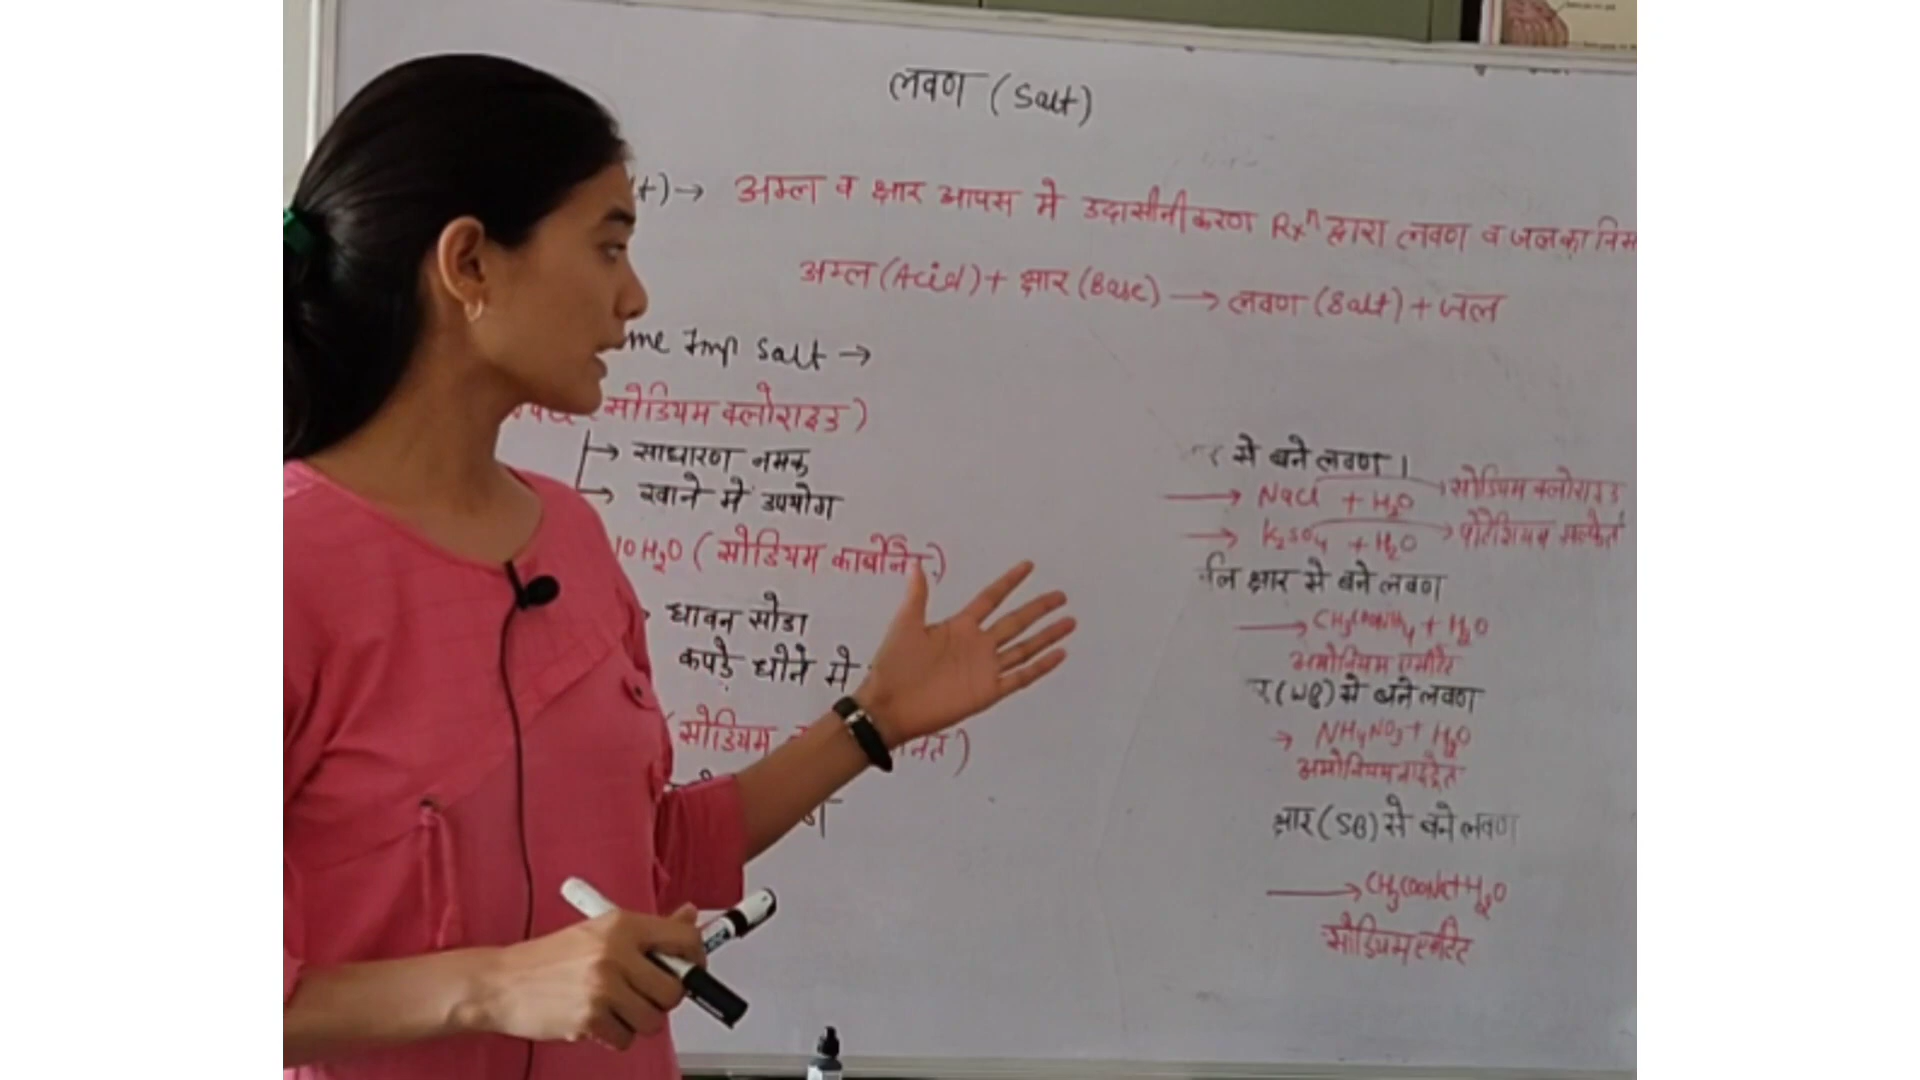 लवण (Salt)
→ अम्ल व क्षार आपस मे उदासीनीकरण Rxⁿ द्वारा लवण व जल का
अम्ल (Acid) + क्षार (Base) → लवण (Salt) + जल
Imp Salt →
(सोडियम क्लोराइड)
→ साधारण नमक
→ खाने में उपयोग
10H₂O (सोडियम कार्बोनेट)
धावन सोडा
कपड़े धोने मे
(सोडियम
से बने लवण ।
→ NaCl + H₂O → सोडियम क्लोराइड
→ K₂SO₄ + H₂O → पोटेशियम सल्फेट
क्षार से बने लवण
→ CH₃COONH₄ + H₂O
अमोनियम एसीटेट
(WB) से बने लवण
→ NH₄NO₃ + H₂O
अमोनियम नाइट्रेट
क्षार (SB) से बने लवण
→ CH₃COONa + H₂O
सोडियम एसीटेट